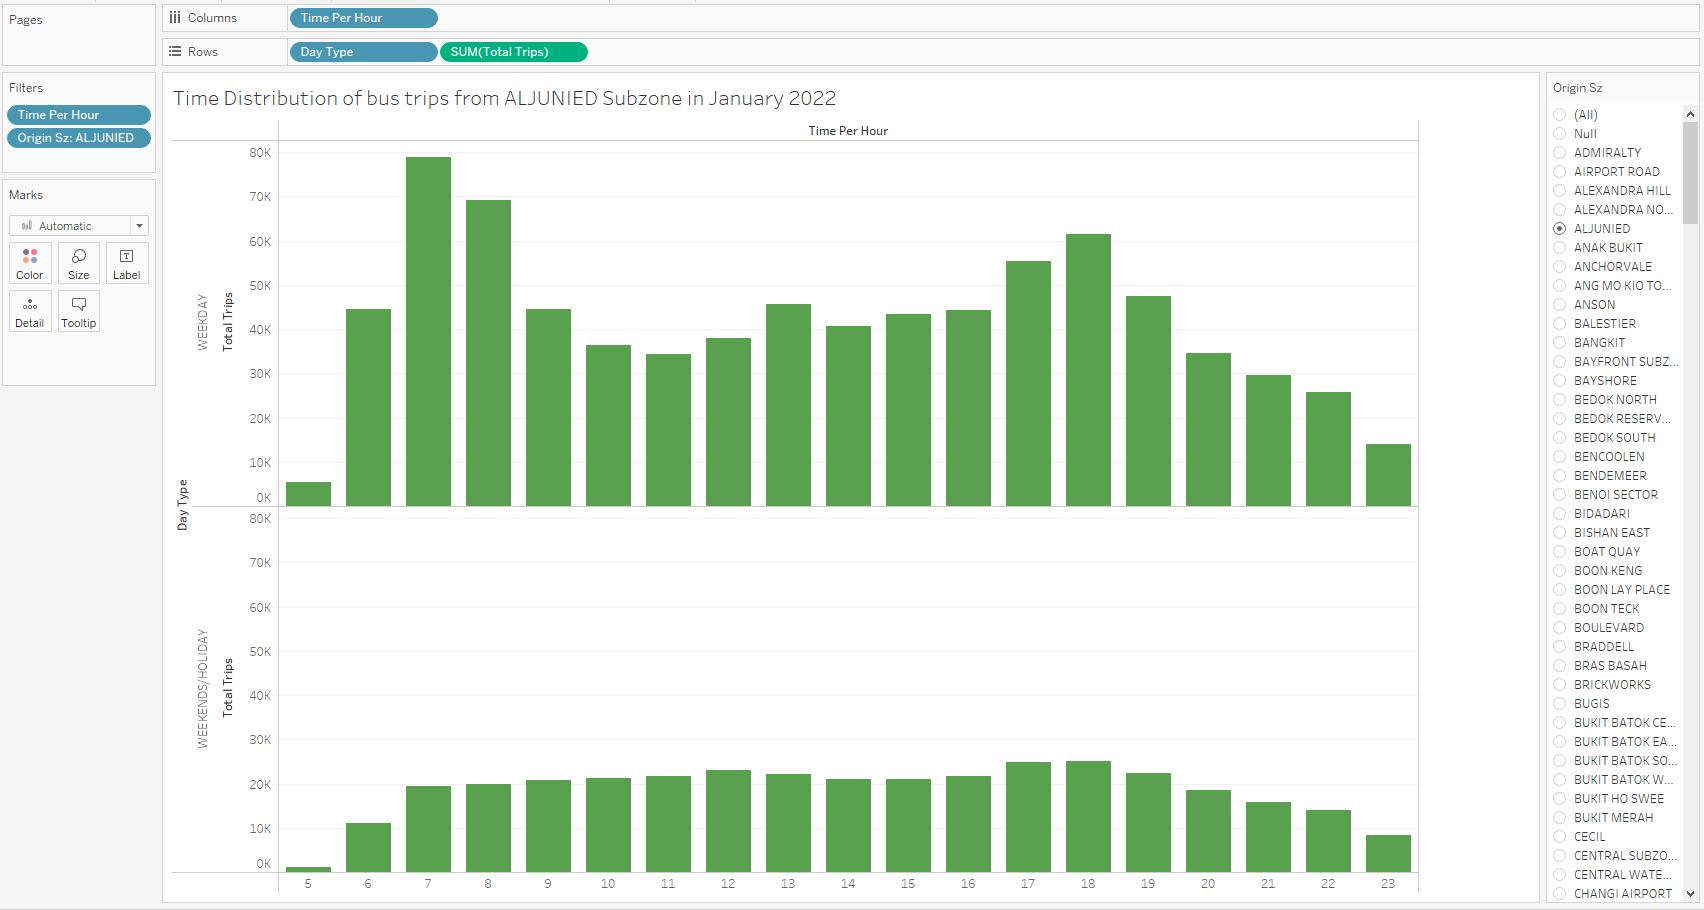 Pages
Columns
Time Per Hour
Rows
Day Type
SUM(Total Trips)
Filters
Time Per Hour
Origin Sz: ALJUNIED
Marks
Automatic
Color
Size
Label
Detail
Tooltip
Time Distribution of bus trips from ALJUNIED Subzone in January 2022
Time Per Hour
Day Type
WEEKDAY
Total Trips
80K
70K
60K
50K
40K
30K
20K
10K
0K
WEEKENDS/HOLIDAY
Total Trips
80K
70K
60K
50K
40K
30K
20K
10K
0K
5 6 7 8 9 10 11 12 13 14 15 16 17 18 19 20 21 22 23
Origin Sz
(All)
Null
ADMIRALTY
AIRPORT ROAD
ALEXANDRA HILL
ALEXANDRA NO...
ALJUNIED
ANAK BUKIT
ANCHORVALE
ANG MO KIO TO...
ANSON
BALESTIER
BANGKIT
BAYFRONT SUBZ...
BAYSHORE
BEDOK NORTH
BEDOK RESERV...
BEDOK SOUTH
BENCOOLEN
BENDEMEER
BENOI SECTOR
BIDADARI
BISHAN EAST
BOAT QUAY
BOON KENG
BOON LAY PLACE
BOON TECK
BOULEVARD
BRADDELL
BRAS BASAH
BRICKWORKS
BUGIS
BUKIT BATOK CE...
BUKIT BATOK EA...
BUKIT BATOK SO...
BUKIT BATOK W...
BUKIT HO SWEE
BUKIT MERAH
CECIL
CENTRAL SUBZO...
CENTRAL WATE...
CHANGI AIRPORT